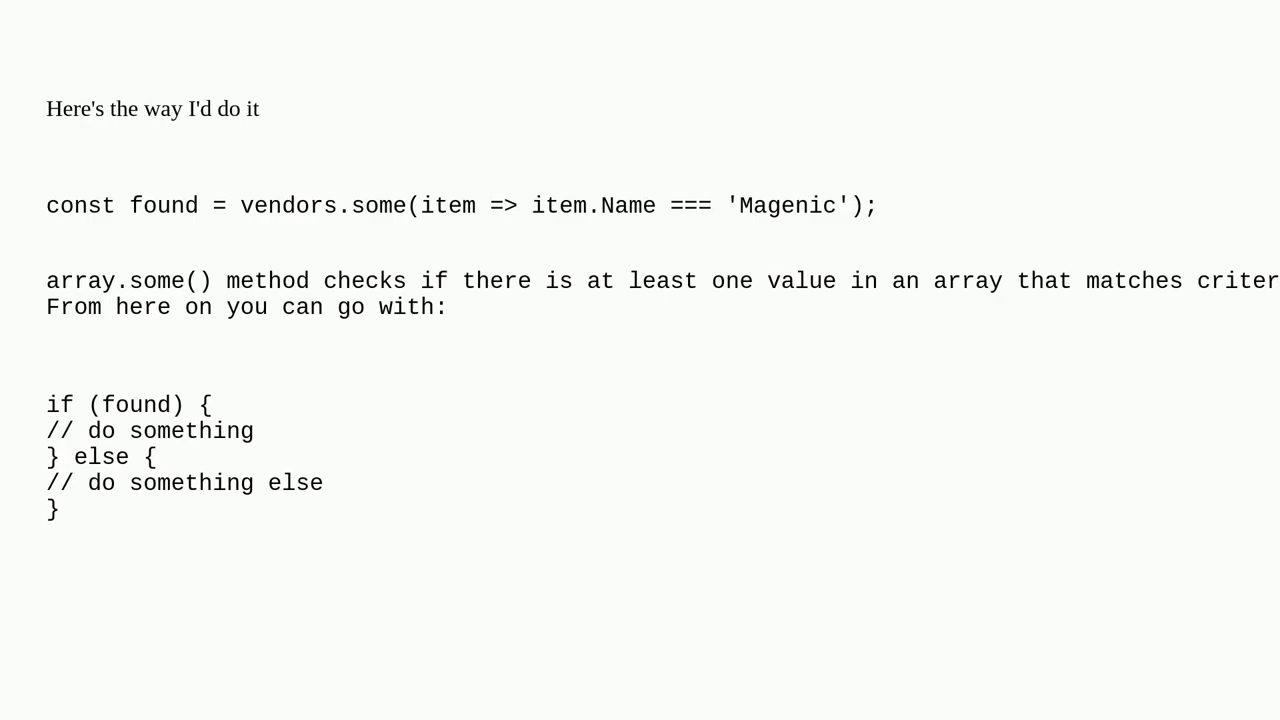 Here's the way I'd do it
const found = vendors.some(item => item.Name === 'Magenic');
array.some() method checks if there is at least one value in an array that matches criter
From here on you can go with:
if (found) {
// do something
} else {
// do something else
}